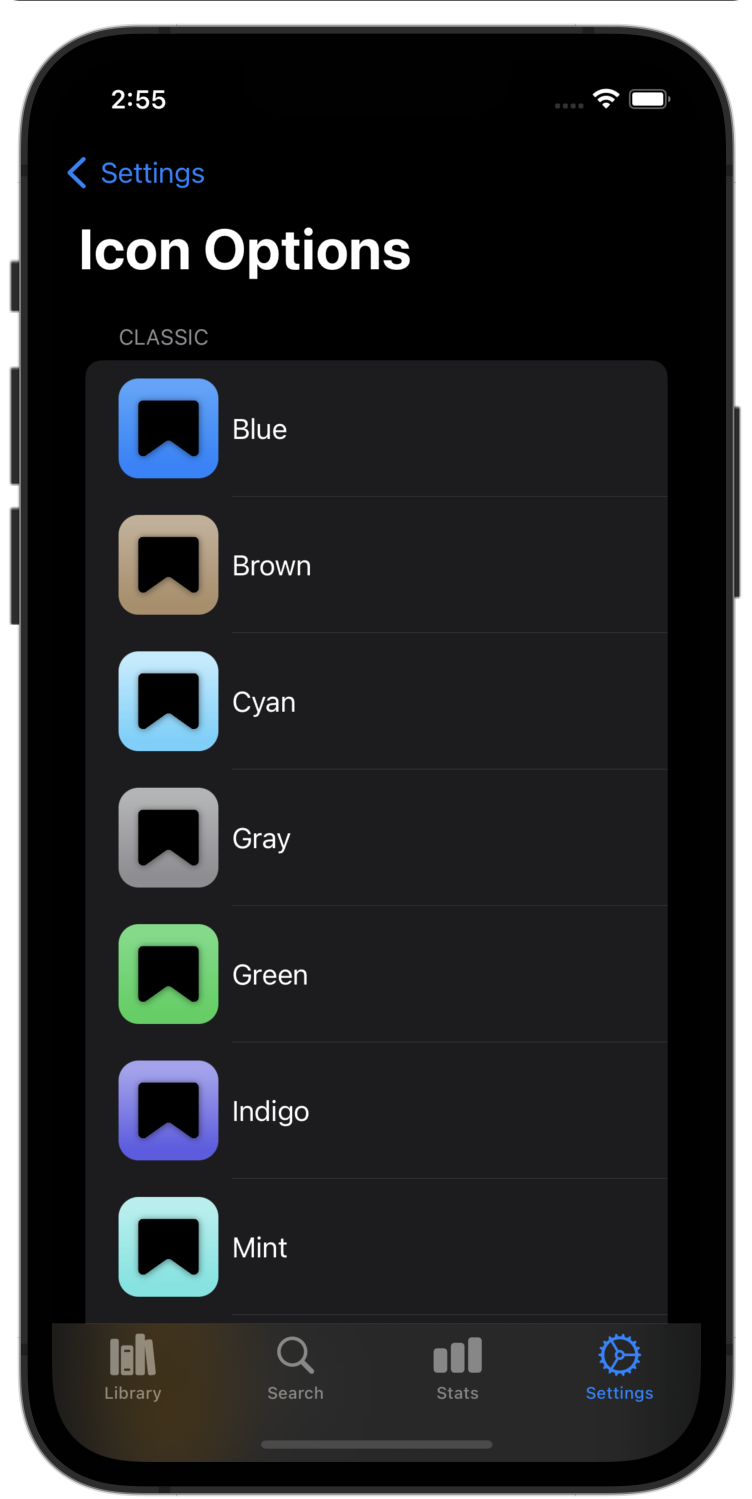 2:55
Settings
Icon Options
CLASSIC
Blue
Brown
Cyan
Gray
Green
Indigo
Mint
Library Search Stats Settings